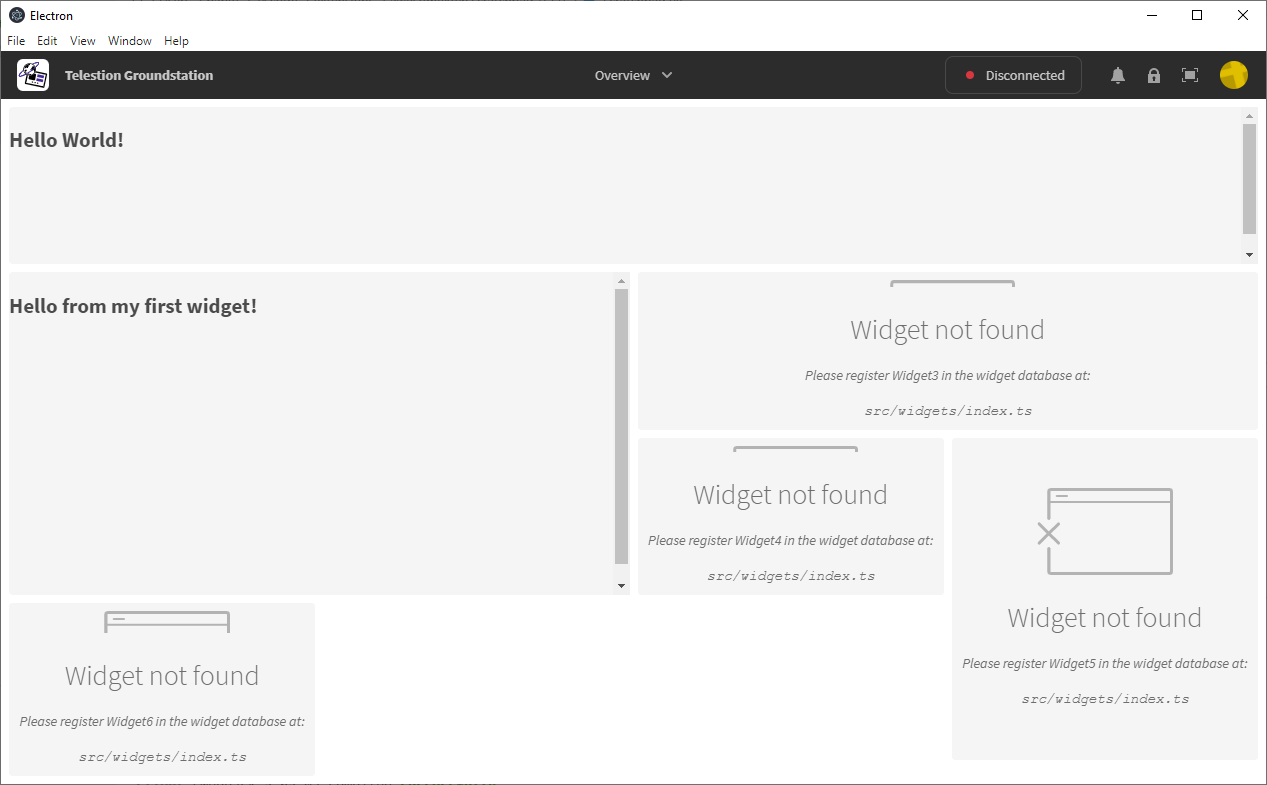 Electron
File Edit View Window Help
Telestion Groundstation
Overview
Disconnected
Hello World!
Hello from my first widget!
Widget not found
Please register Widget3 in the widget database at:
src/widgets/index.ts
Widget not found
Please register Widget4 in the widget database at:
src/widgets/index.ts
Widget not found
Please register Widget5 in the widget database at:
src/widgets/index.ts
Widget not found
Please register Widget6 in the widget database at:
src/widgets/index.ts